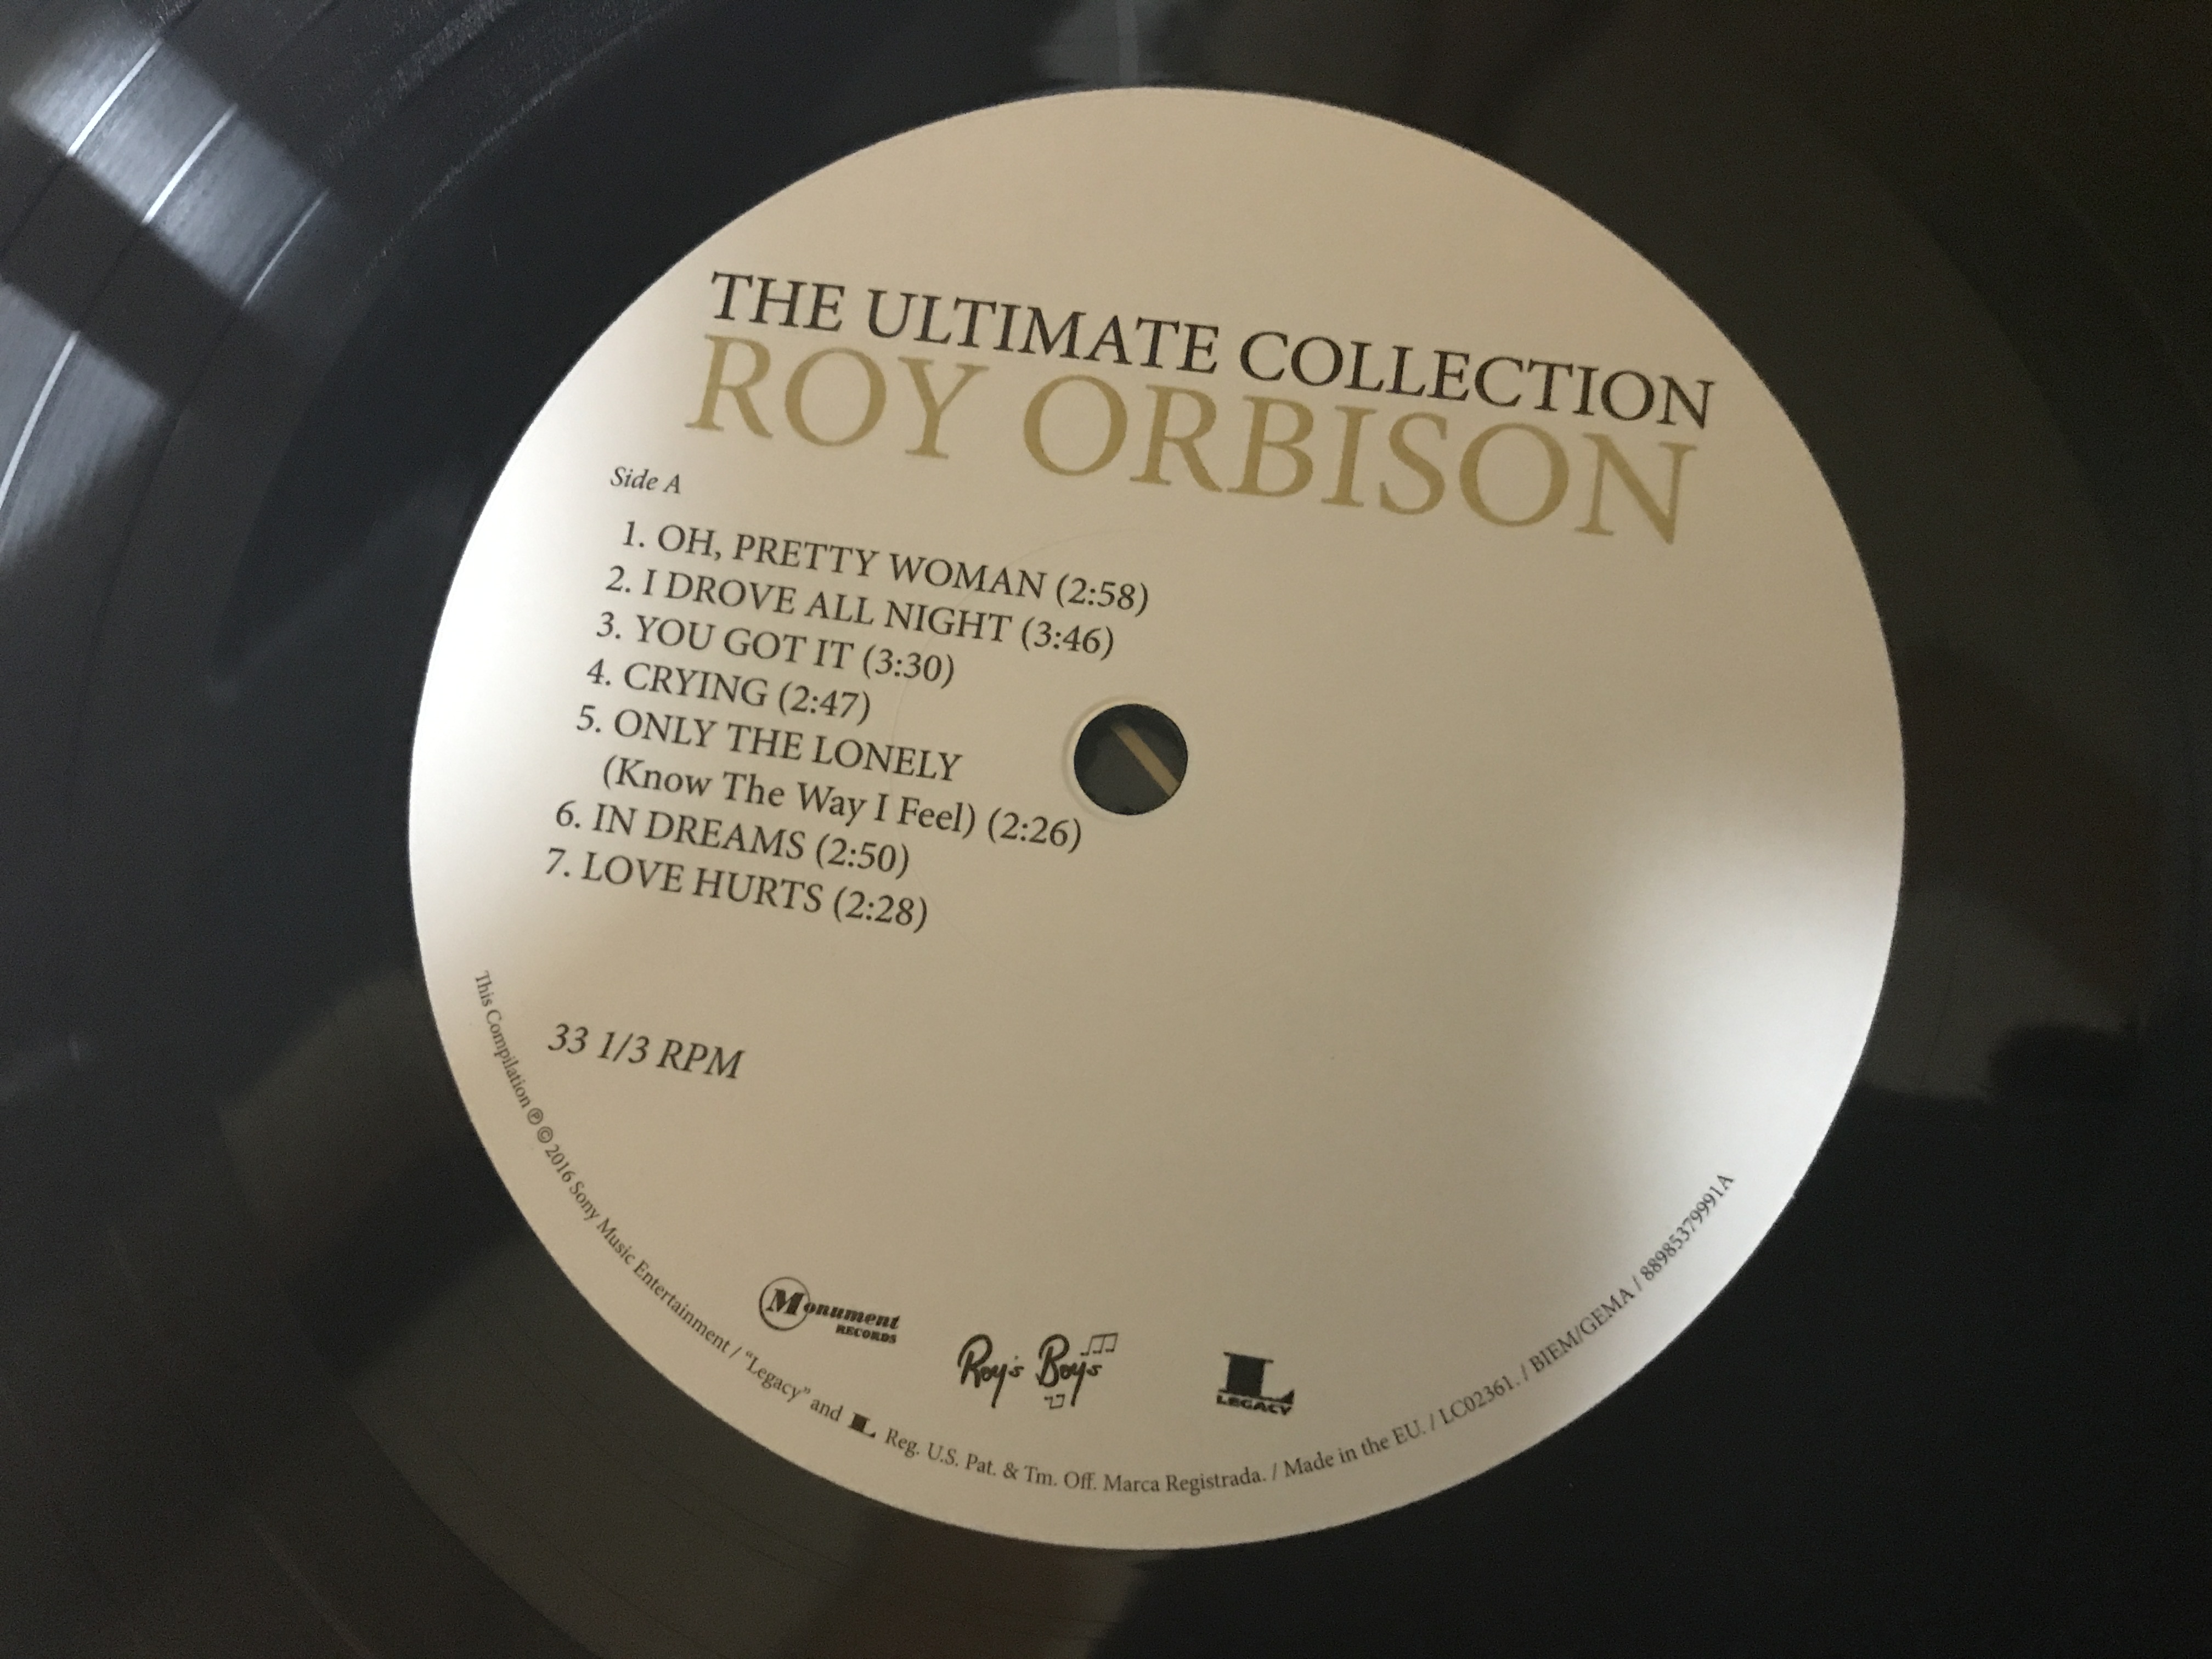 THE ULTIMATE COLLECTION
ROY ORBISON
Side A
1. OH, PRETTY WOMAN (2:58)
2. I DROVE ALL NIGHT (3:46)
3. YOU GOT IT (3:30)
4. CRYING (2:47)
5. ONLY THE LONELY
(Know The Way I Feel) (2:26)
6. IN DREAMS (2:50)
7. LOVE HURTS (2:28)
33 1/3 RPM
Monument
RECORDS
Roy's Boys
L
LEGACY
This Compilation ℗ © 2016 Sony Music Entertainment / “Legacy” and L Reg. U.S. Pat. & Tm. Off. Marca Registrada. / Made in the EU. / LC02361. / BIEM/GEMA / 88985379991A